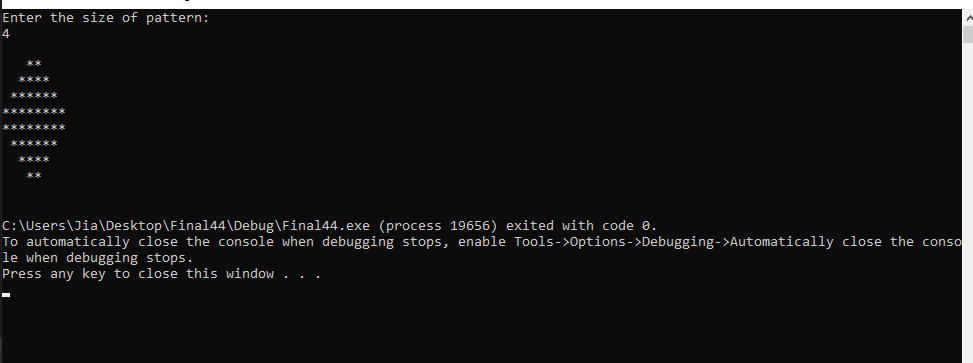 Enter the size of pattern:
4
   **
  ****
 ******
********
********
 ******
  ****
   **
C:\Users\Jia\Desktop\Final44\Debug\Final44.exe (process 19656) exited with code 0.
To automatically close the console when debugging stops, enable Tools->Options->Debugging->Automatically close the conso
le when debugging stops.
Press any key to close this window . . .